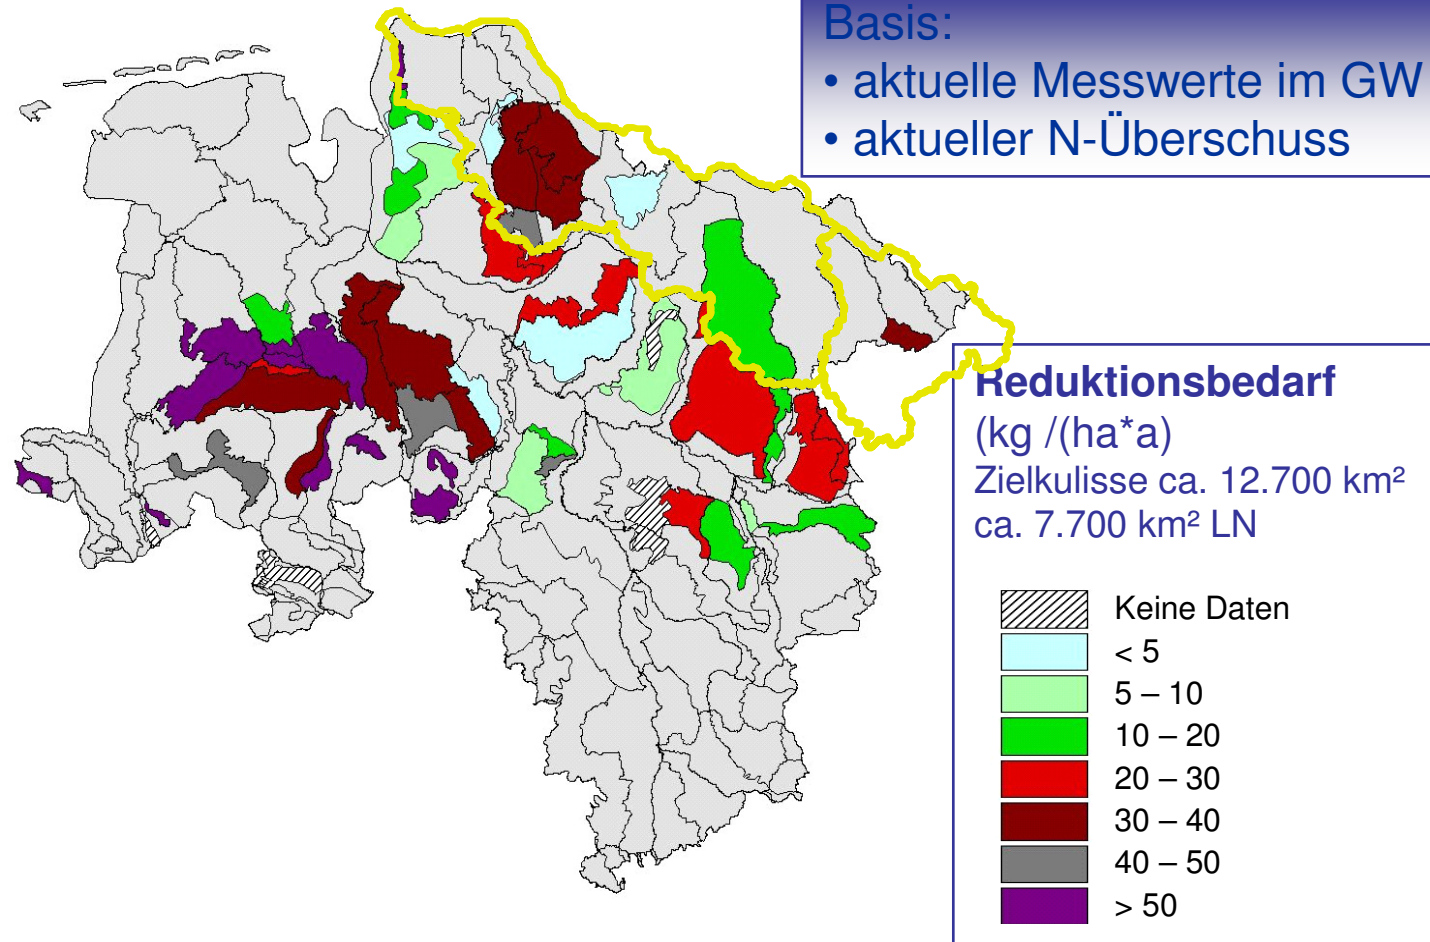 Basis:
• aktuelle Messwerte im GW
• aktueller N-Überschuss
Reduktionsbedarf
(kg /(ha*a)
Zielkulisse ca. 12.700 km²
ca. 7.700 km² LN
Keine Daten
< 5
5 – 10
10 – 20
20 – 30
30 – 40
40 – 50
> 50